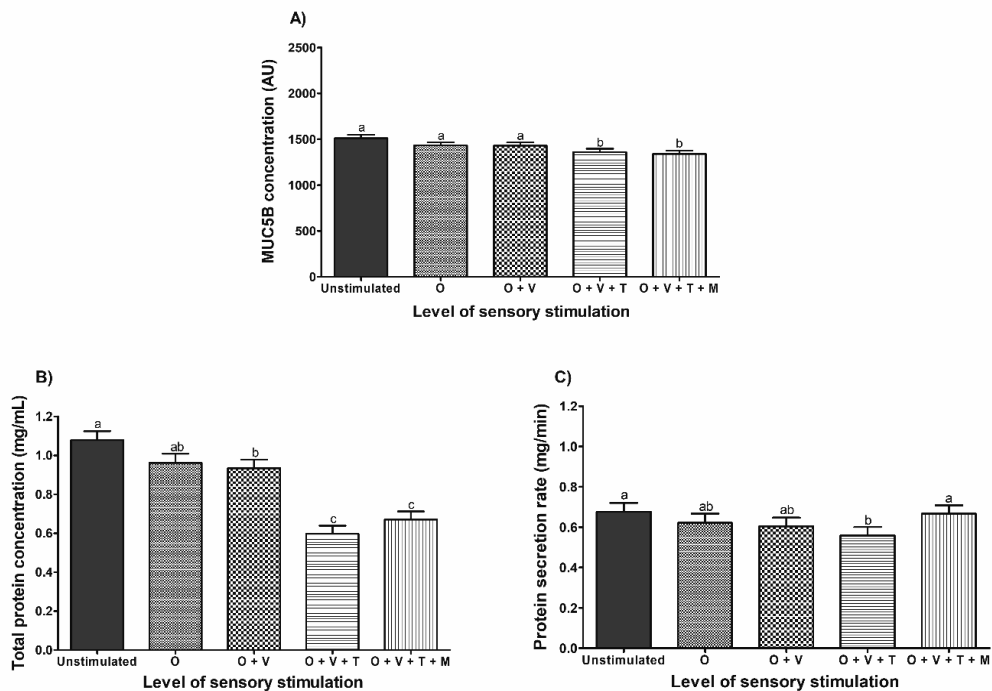 A)
MUC5B concentration (AU)
2500
2000
1500
1000
500
0
a
a
a
b
b
Unstimulated
O
O + V
O + V + T
O + V + T + M
Level of sensory stimulation
B)
Total protein concentration (mg/mL)
1.2
1.0
0.8
0.6
0.4
0.2
0.0
a
ab
b
c
c
Unstimulated
O
O + V
O + V + T
O + V + T + M
Level of sensory stimulation
C)
Protein secretion rate (mg/min)
1.2
1.0
0.8
0.6
0.4
0.2
0.0
a
ab
ab
b
a
Unstimulated
O
O + V
O + V + T
O + V + T + M
Level of sensory stimulation